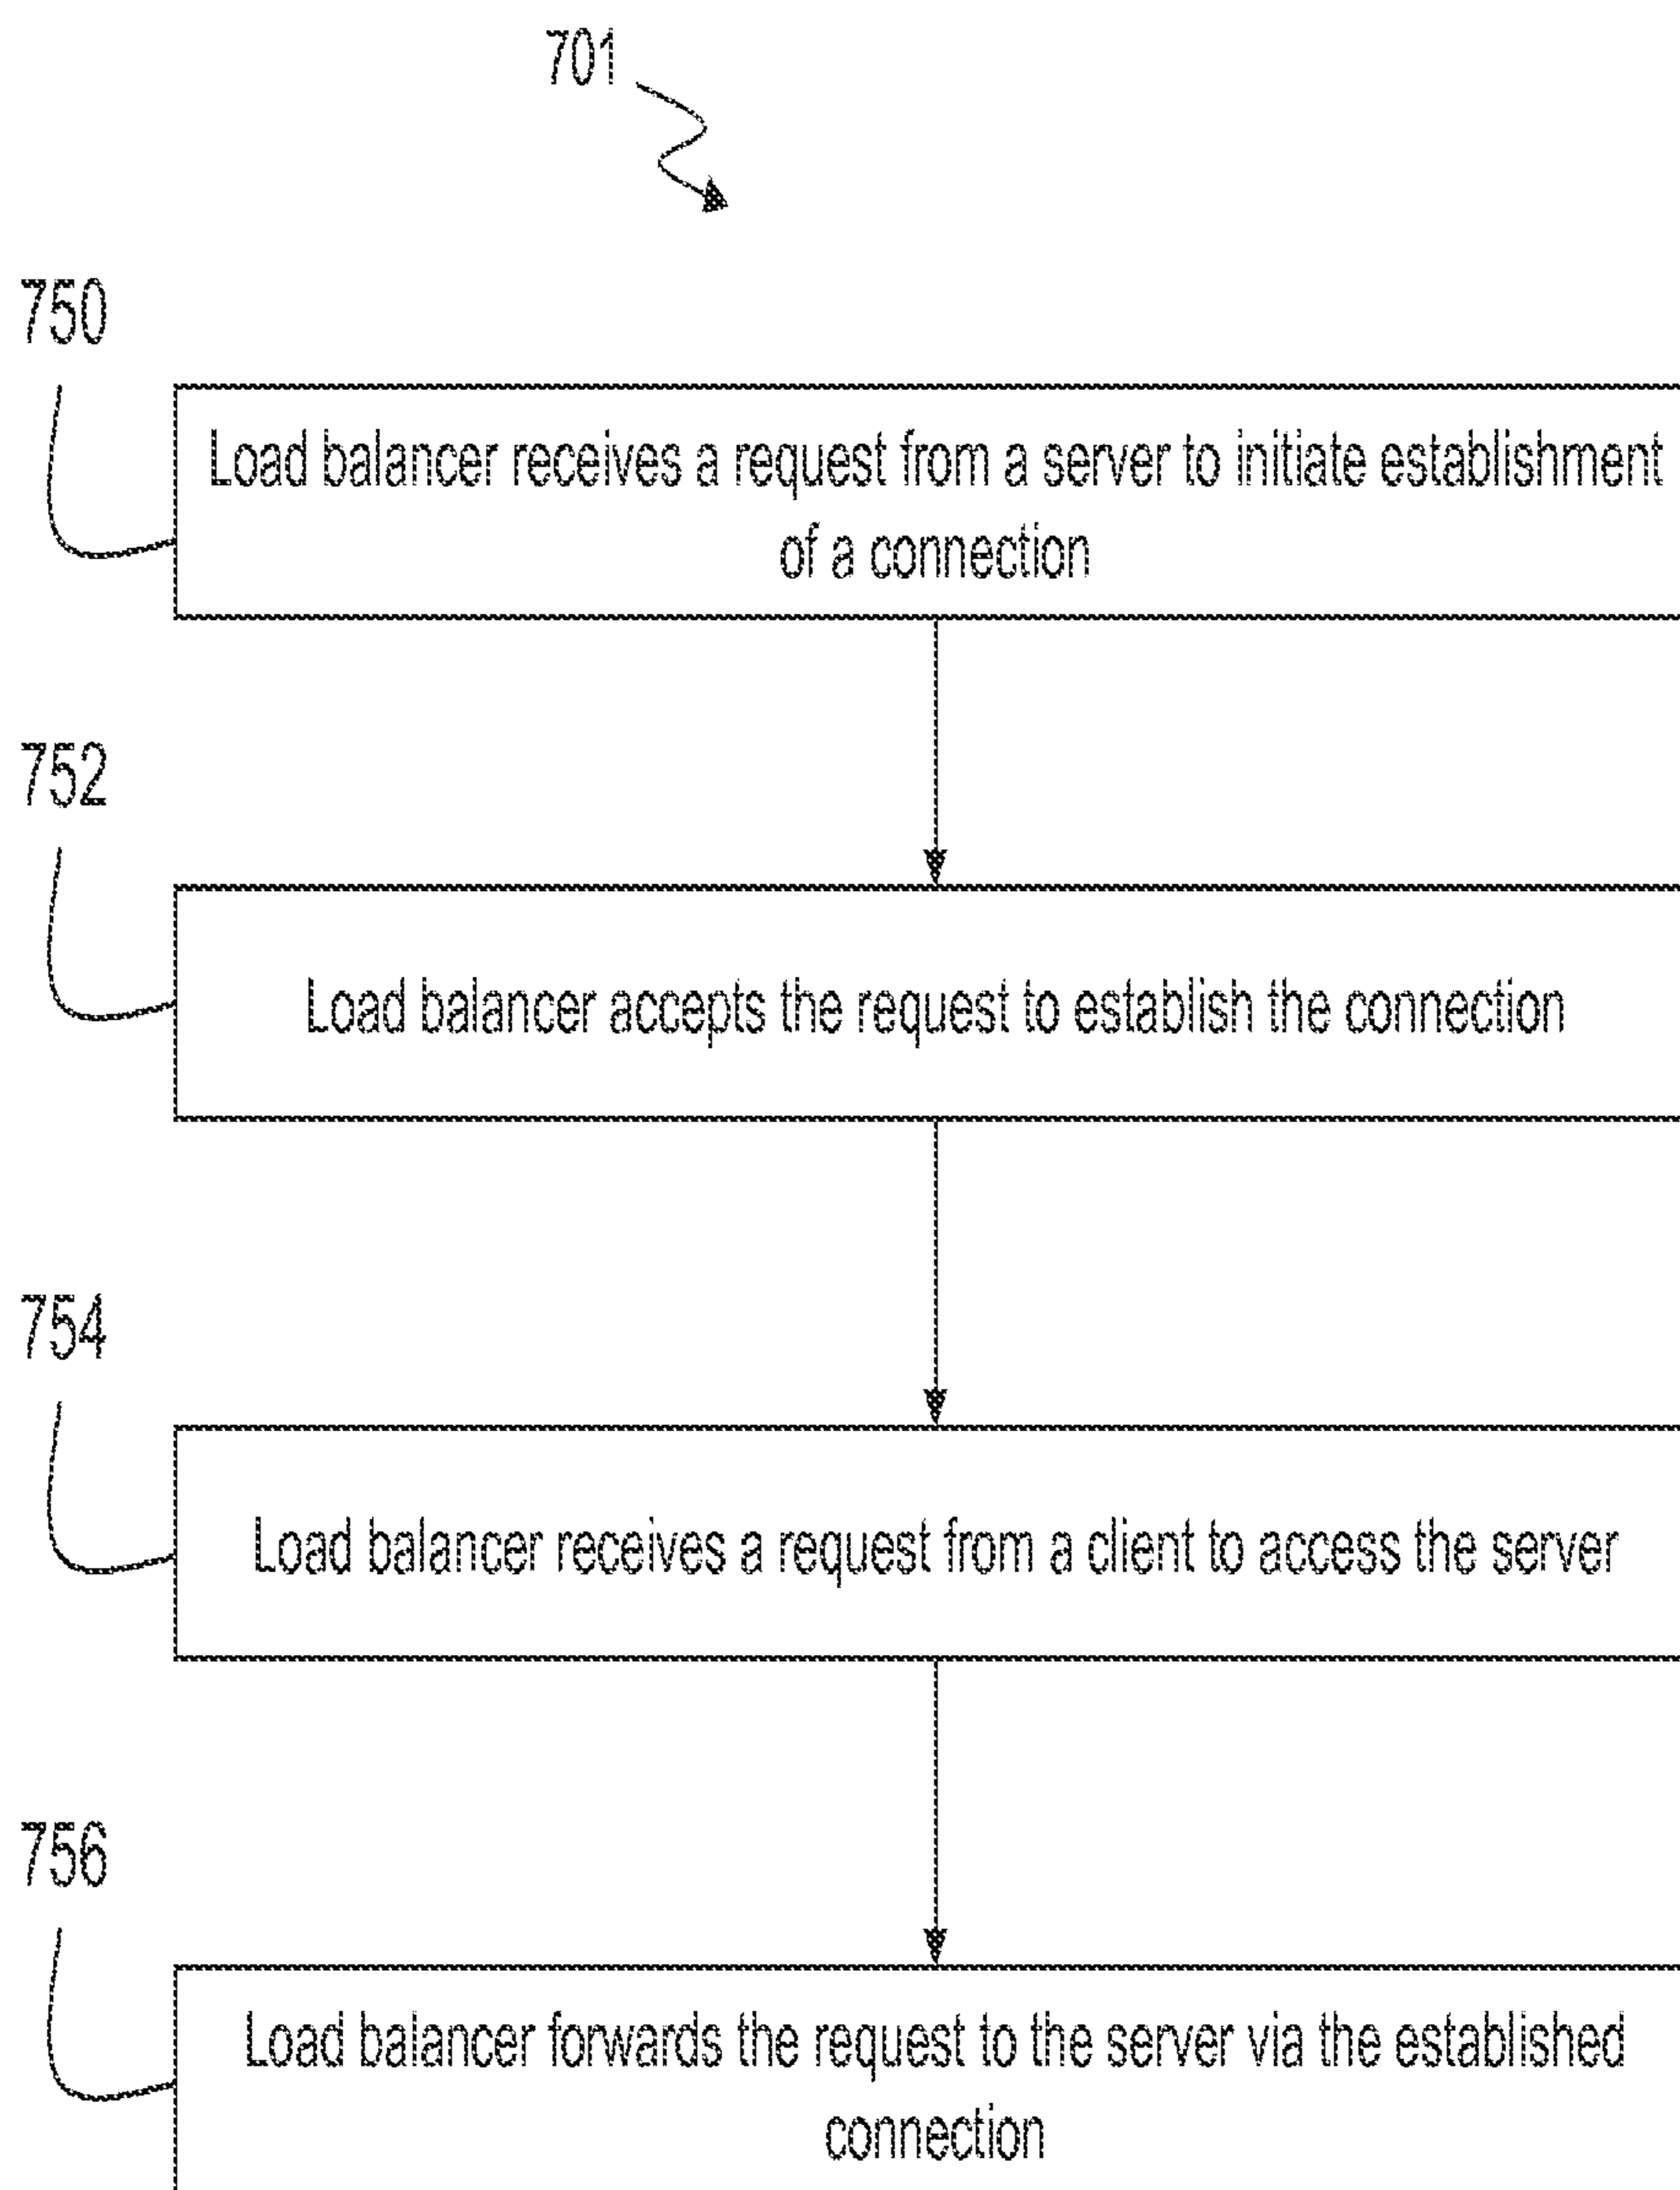 701
750
Load balancer receives a request from a server to initiate establishment
of a connection
752
Load balancer accepts the request to establish the connection
754
Load balancer receives a request from a client to access the server
756
Load balancer forwards the request to the server via the established
connection